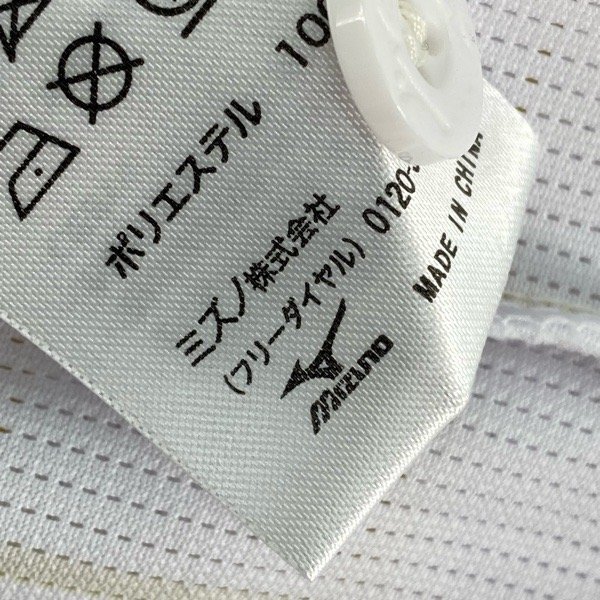 ポリエステル 100
ミズノ株式会社
(フリーダイヤル) 0120-
MIZUNO
MADE IN CHINA